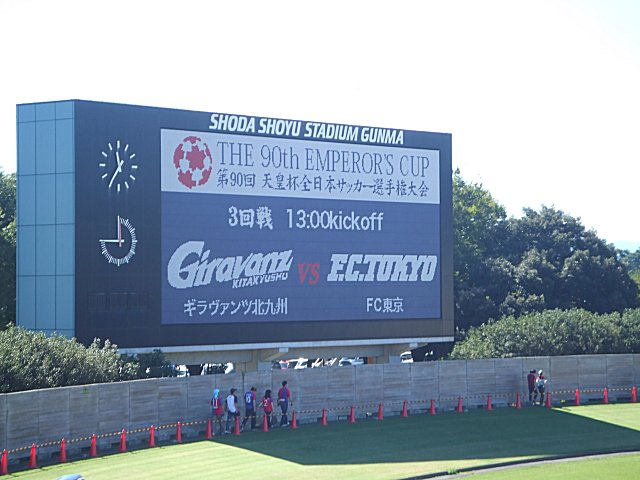 SHODA SHOYU STADIUM GUNMA
THE 90th EMPEROR'S CUP
第90回 天皇杯全日本サッカー選手権大会
3回戦 13:00kickoff
Giravanz VS F.C.TOKYO
KITAKYUSHU
ギラヴァンツ北九州 FC東京